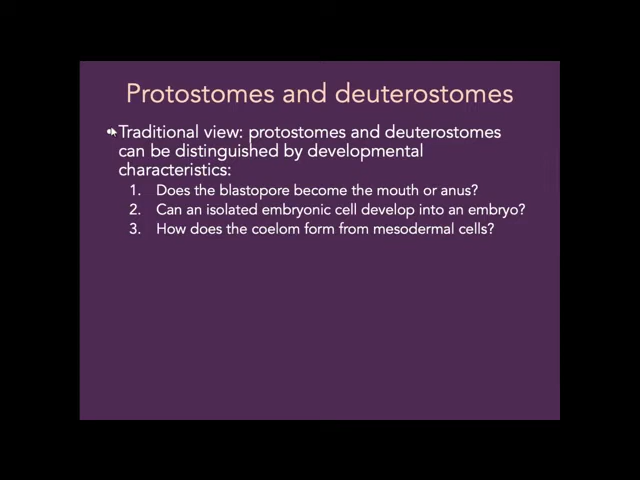 Protostomes and deuterostomes
• Traditional view: protostomes and deuterostomes
can be distinguished by developmental
characteristics:
1. Does the blastopore become the mouth or anus?
2. Can an isolated embryonic cell develop into an embryo?
3. How does the coelom form from mesodermal cells?